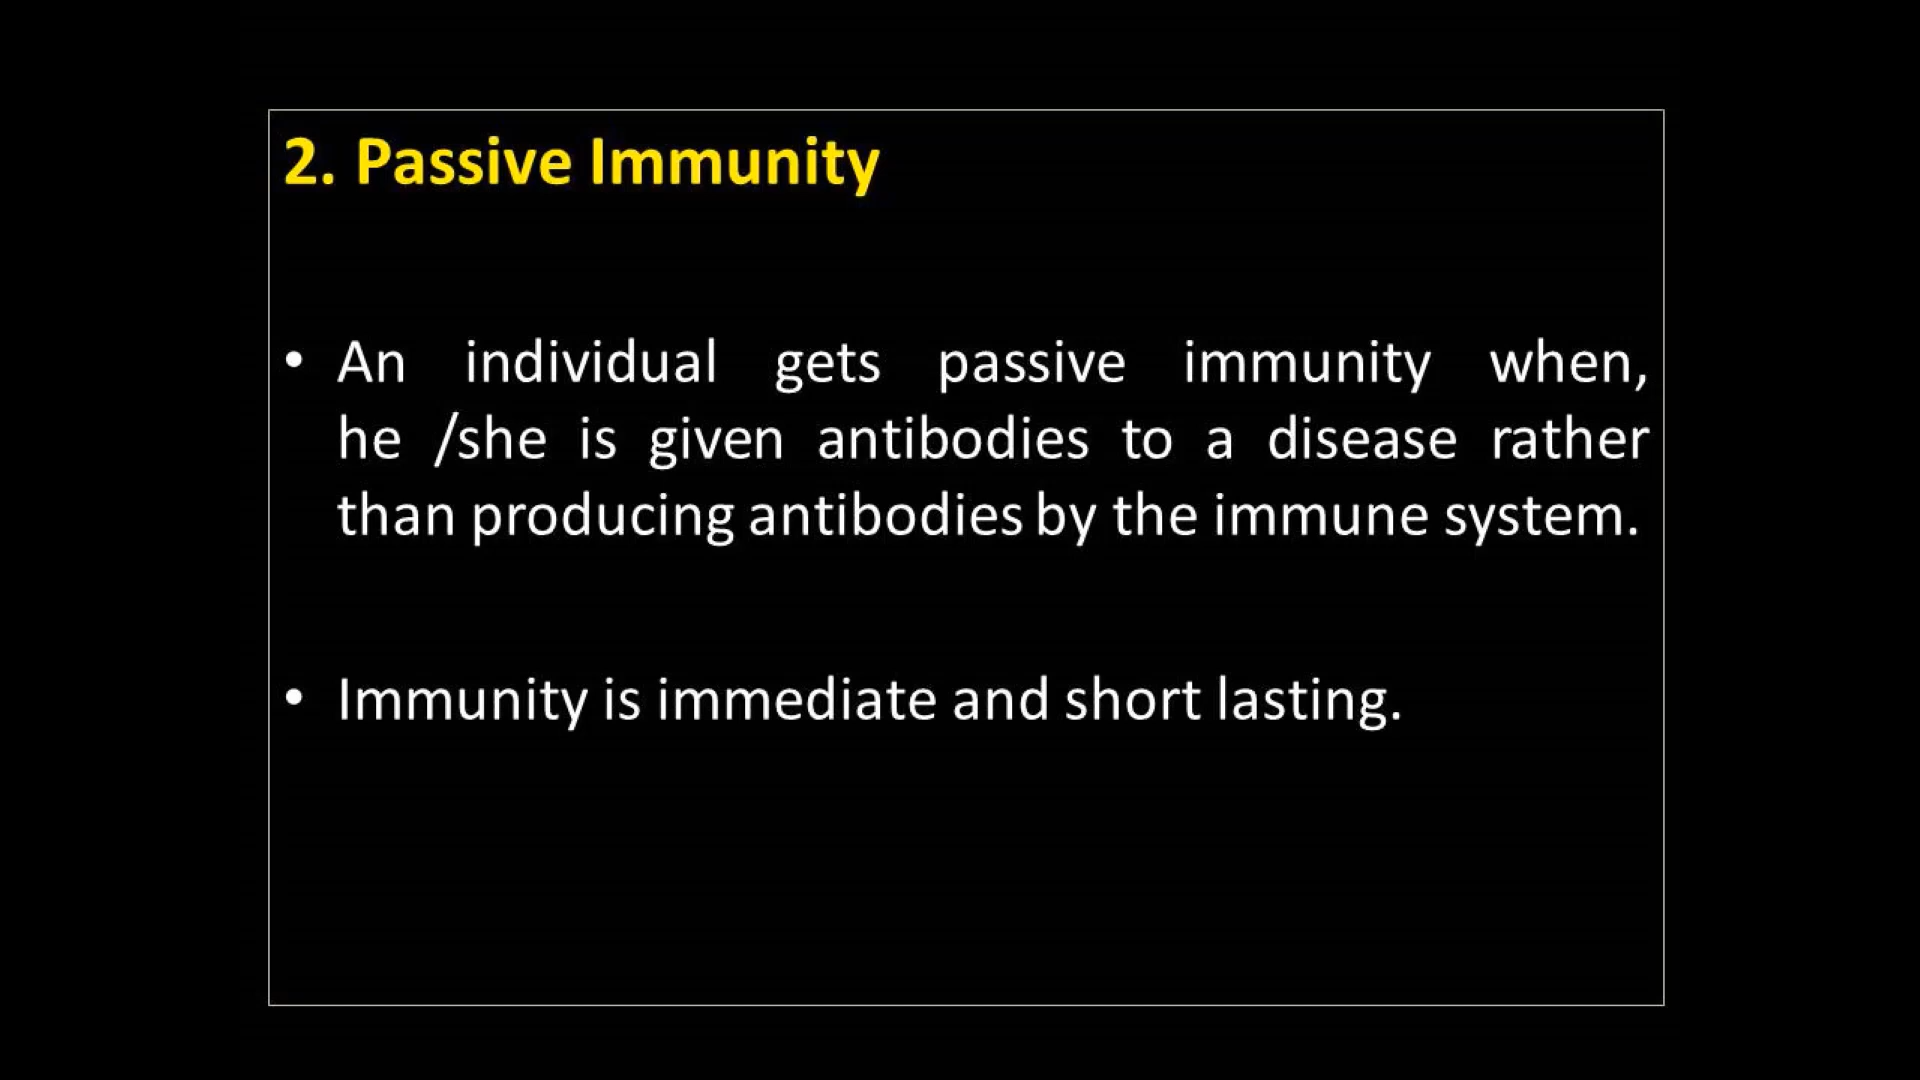 2. Passive Immunity
• An individual gets passive immunity when,
he /she is given antibodies to a disease rather
than producing antibodies by the immune system.
• Immunity is immediate and short lasting.